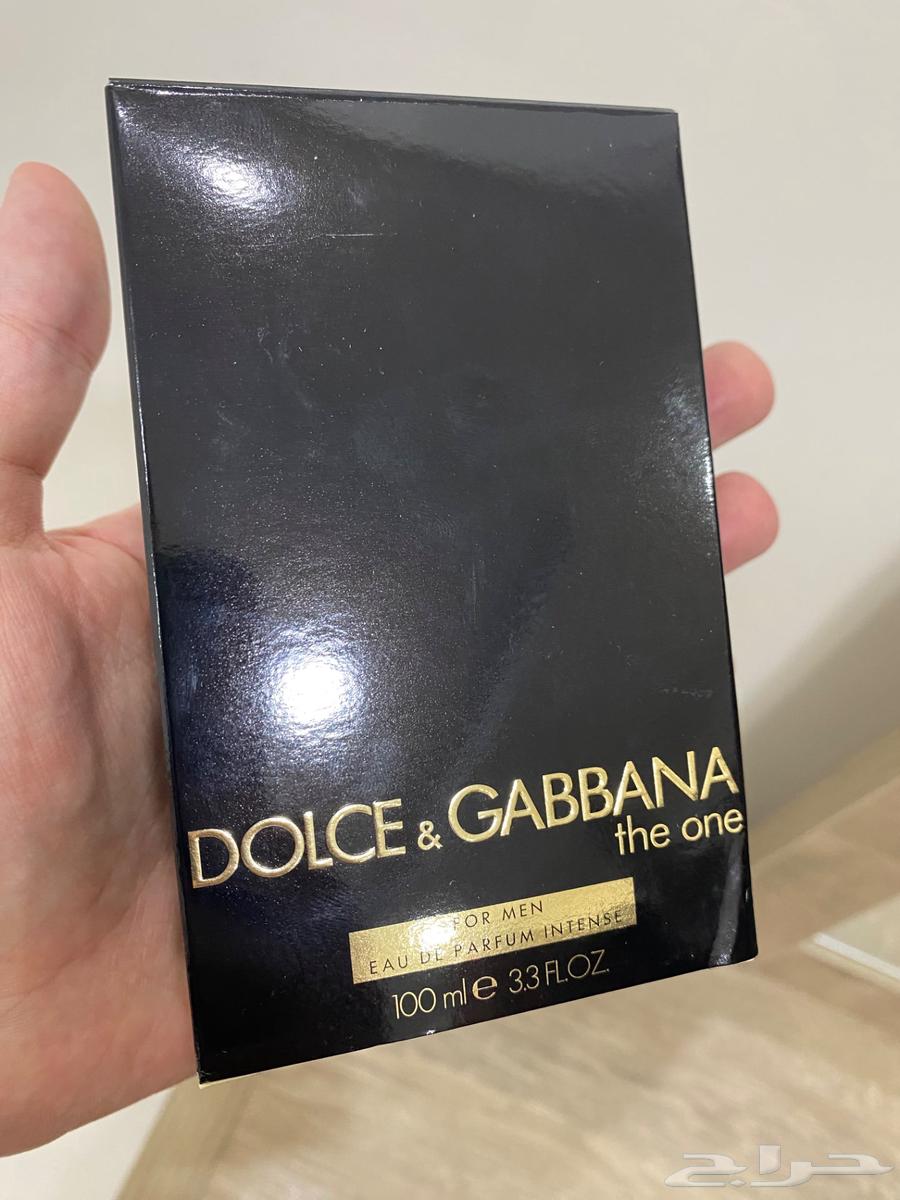 DOLCE & GABBANA
the one
FOR MEN
EAU DE PARFUM INTENSE
100 ml e 3.3 FL.OZ.
حراج